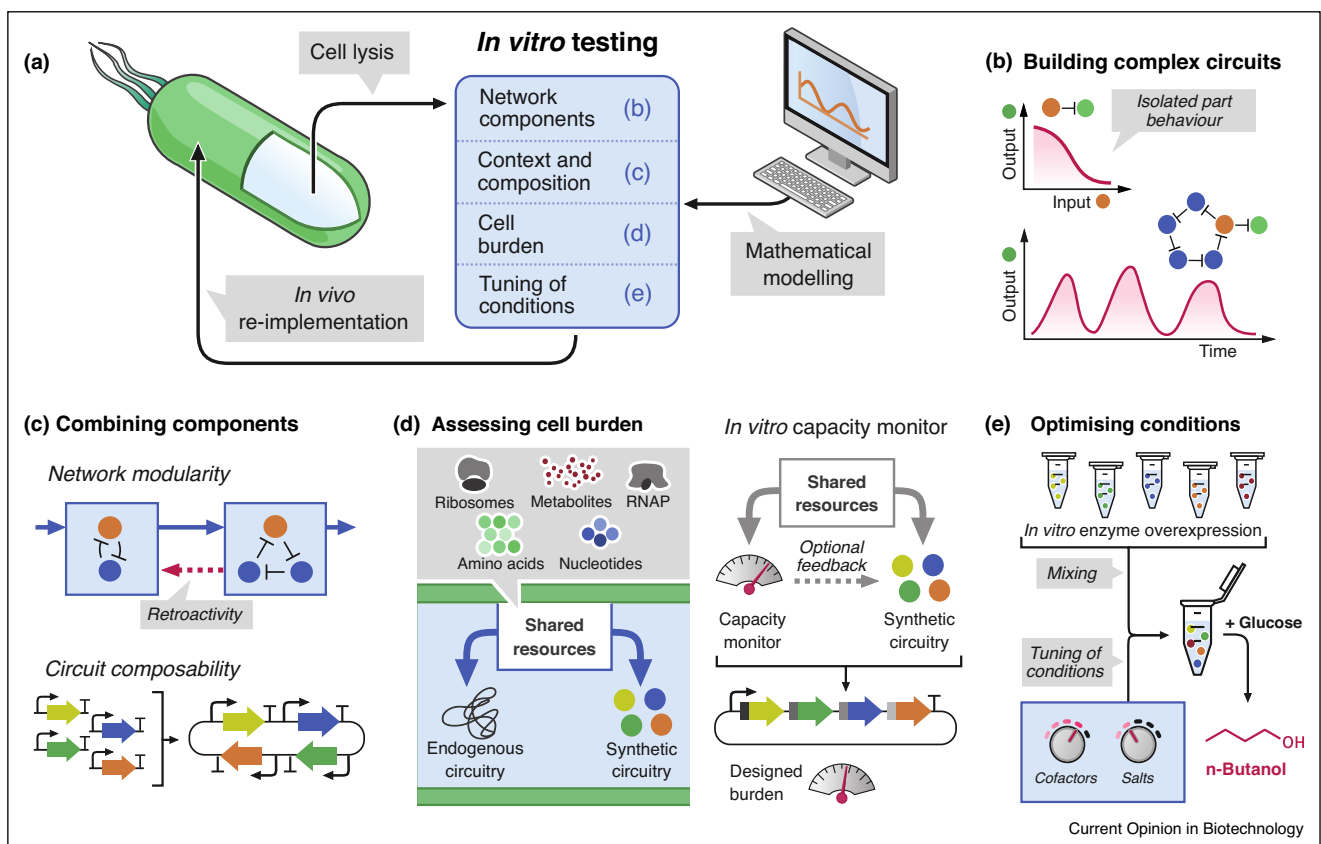 (a)
Cell lysis
In vitro testing
Network
components
(b)
Context and
composition
(c)
Cell
burden
(d)
Tuning of
conditions
(e)
Mathematical
modelling
In vivo
re-implementation
(b) Building complex circuits
Isolated part
behaviour
Output
Input
Output
Time
(c) Combining components
Network modularity
Retroactivity
Circuit composability
(d) Assessing cell burden
Ribosomes
Metabolites
RNAP
Amino acids
Nucleotides
Shared
resources
Endogenous
circuitry
Synthetic
circuitry
In vitro capacity monitor
Shared
resources
Optional
feedback
Capacity
monitor
Synthetic
circuitry
Designed
burden
(e) Optimising conditions
In vitro enzyme overexpression
Mixing
+ Glucose
Tuning of
conditions
Cofactors
Salts
OH
n-Butanol
Current Opinion in Biotechnology